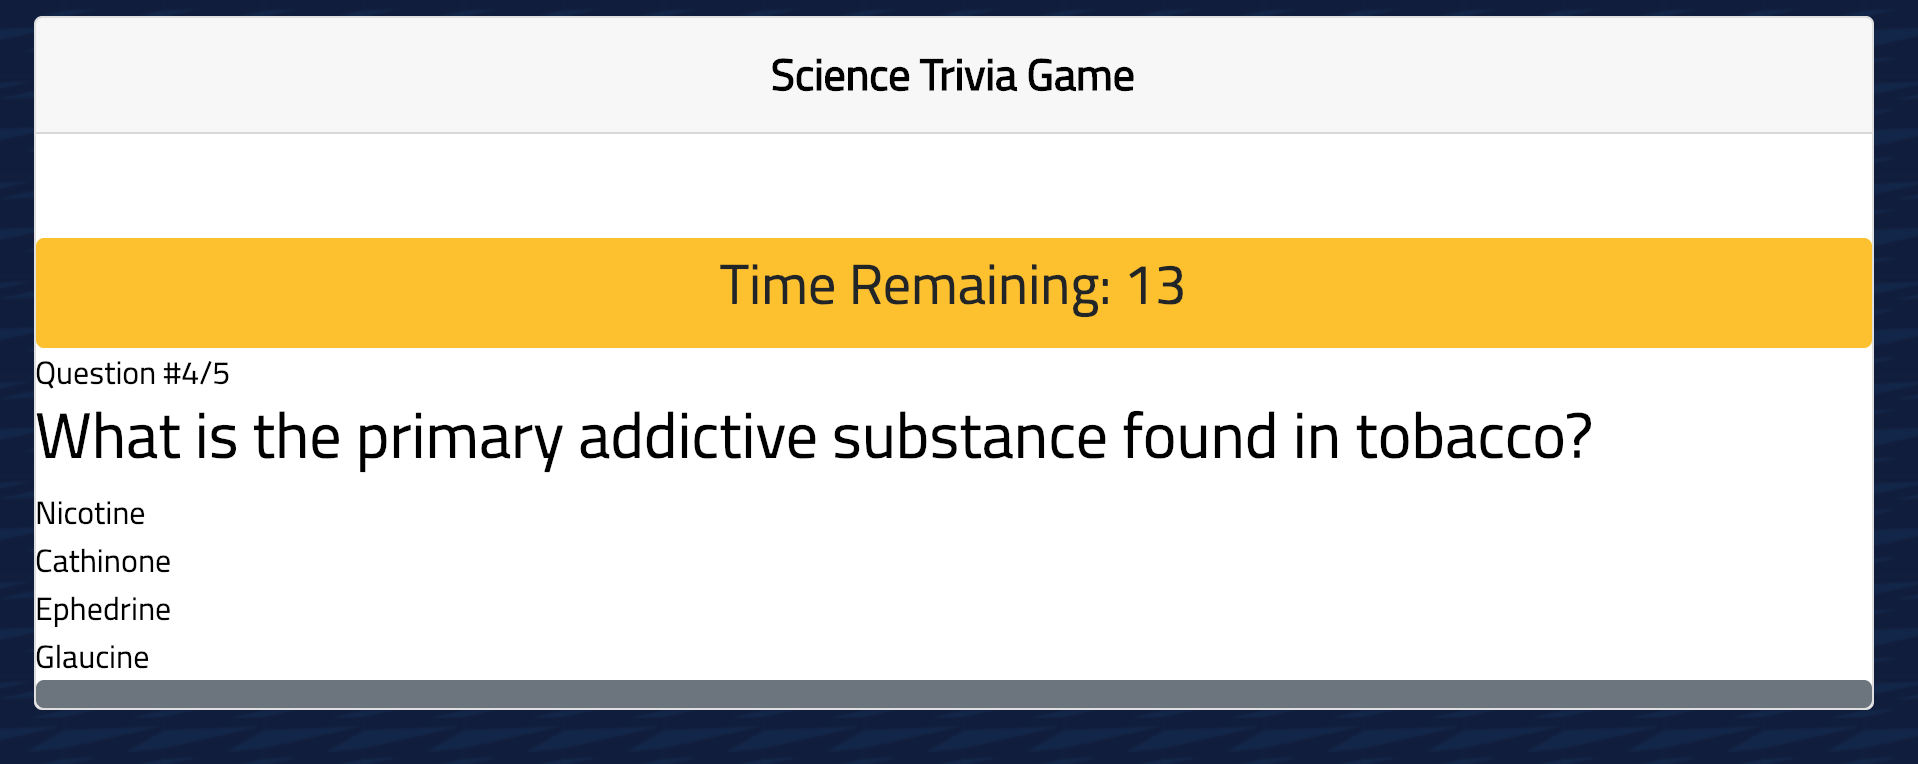 Science Trivia Game
Time Remaining: 13
Question #4/5
What is the primary addictive substance found in tobacco?
Nicotine
Cathinone
Ephedrine
Glaucine